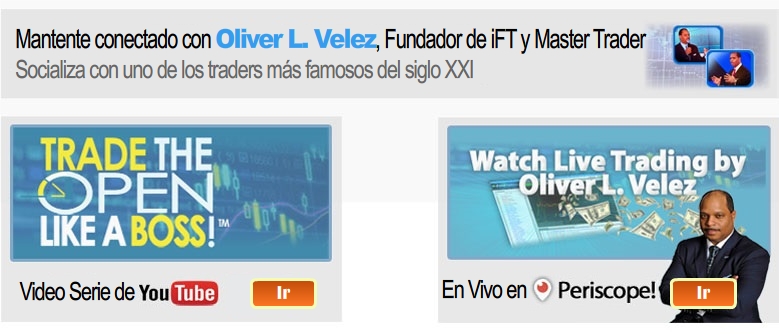 Mantente conectado con Oliver L. Velez, Fundador de iFT y Master Trader
Socializa con uno de los traders más famosos del siglo XXI
TRADE THE
OPEN
LIKE A BOSS!™
Video Serie de YouTube
Ir
Watch Live Trading by
Oliver L. Velez
En Vivo en Periscope!
Ir